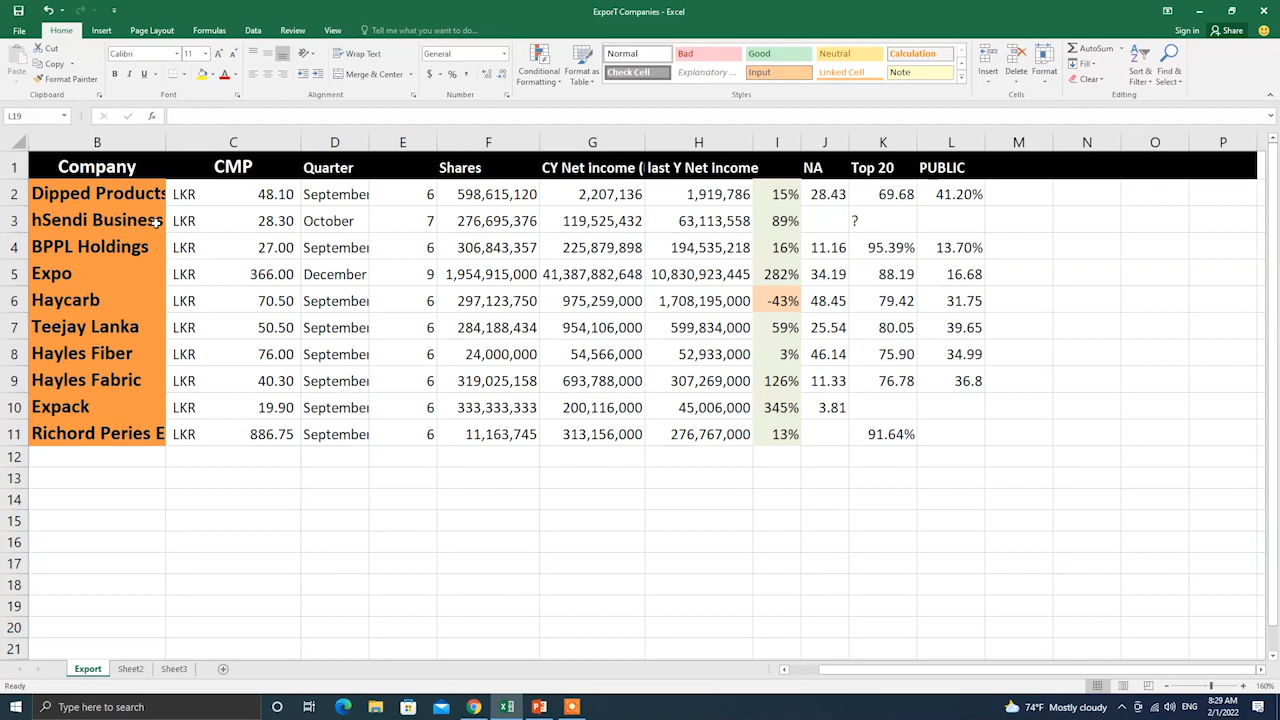 ExporT Companies - Excel
Sign in
Share
File Home Insert Page Layout Formulas Data Review View Tell me what you want to do...
Paste
Cut
Copy
Format Painter
Clipboard
Calibri 11
B I U
Font
Wrap Text
Merge & Center
Alignment
General
Number
Conditional Formatting
Format as Table
Normal Bad Good Neutral Calculation
Check Cell Explanatory ... Input Linked Cell Note
Styles
Insert Delete Format
Cells
AutoSum
Fill
Clear
Sort & Filter
Find & Select
Editing
L19
fx
B C D E F G H I J K L M N O P
1 Company CMP Quarter Shares CY Net income ( last Y Net income NA Top 20 PUBLIC
2 Dipped Products LKR 48.10 September 6 598,615,120 2,207,136 1,919,786 15% 28.43 69.68 41.20%
3 hSendi Business LKR 28.30 October 7 276,695,376 119,525,432 63,113,558 89% ?
4 BPPL Holdings LKR 27.00 September 6 306,843,357 225,879,898 194,535,218 16% 11.16 95.39% 13.70%
5 Expo LKR 366.00 December 9 1,954,915,000 41,387,882,648 10,830,923,445 282% 34.19 88.19 16.68
6 Haycarb LKR 70.50 September 6 297,123,750 975,259,000 1,708,195,000 -43% 48.45 79.42 31.75
7 Teejay Lanka LKR 50.50 September 6 284,188,434 954,106,000 599,834,000 59% 25.54 80.05 39.65
8 Hayles Fiber LKR 76.00 September 6 24,000,000 54,566,000 52,933,000 3% 46.14 75.90 34.99
9 Hayles Fabric LKR 40.30 September 6 319,025,158 693,788,000 307,269,000 126% 11.33 76.78 36.8
10 Expack LKR 19.90 September 6 333,333,333 200,116,000 45,006,000 345% 3.81
11 Richord Peries E LKR 886.75 September 6 11,163,745 313,156,000 276,767,000 13% 91.64%
12
13
14
15
16
17
18
19
20
21
Export Sheet2 Sheet3
Ready
160%
Type here to search
74°F Mostly cloudy
8:29 AM
2/1/2022